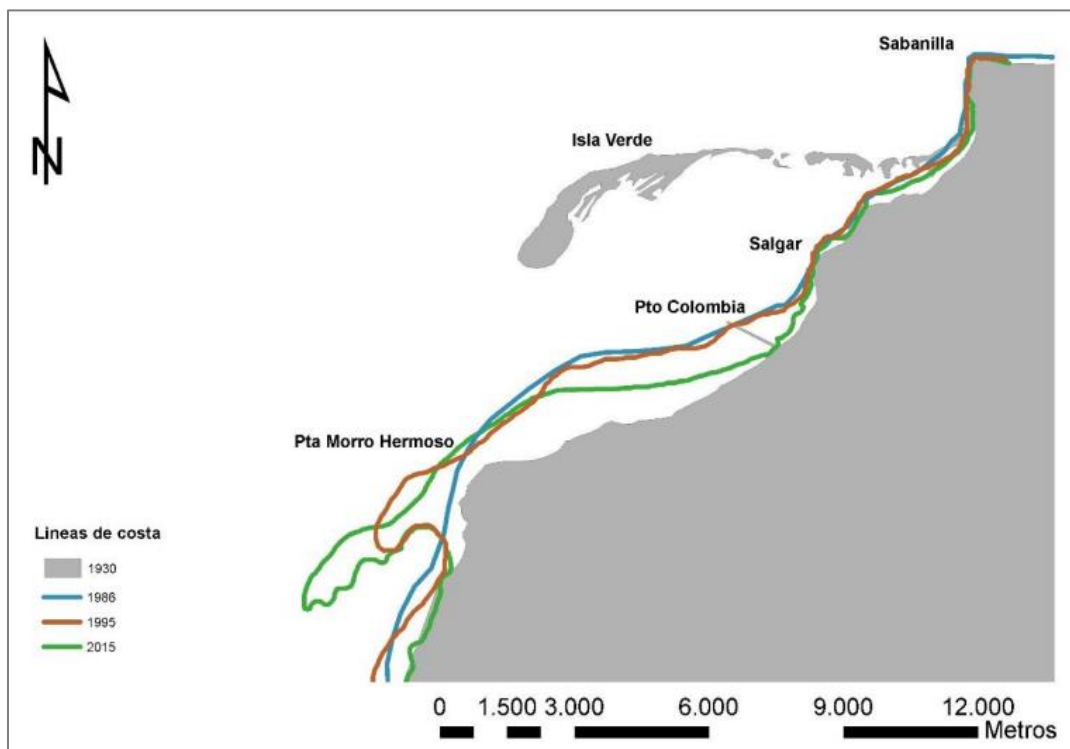 Sabanilla
N
Isla Verde
Salgar
Pto Colombia
Pta Morro Hermoso
Lineas de costa
1930
1986
1995
2015
0 1.500 3.000 6.000 9.000 12.000
Metros